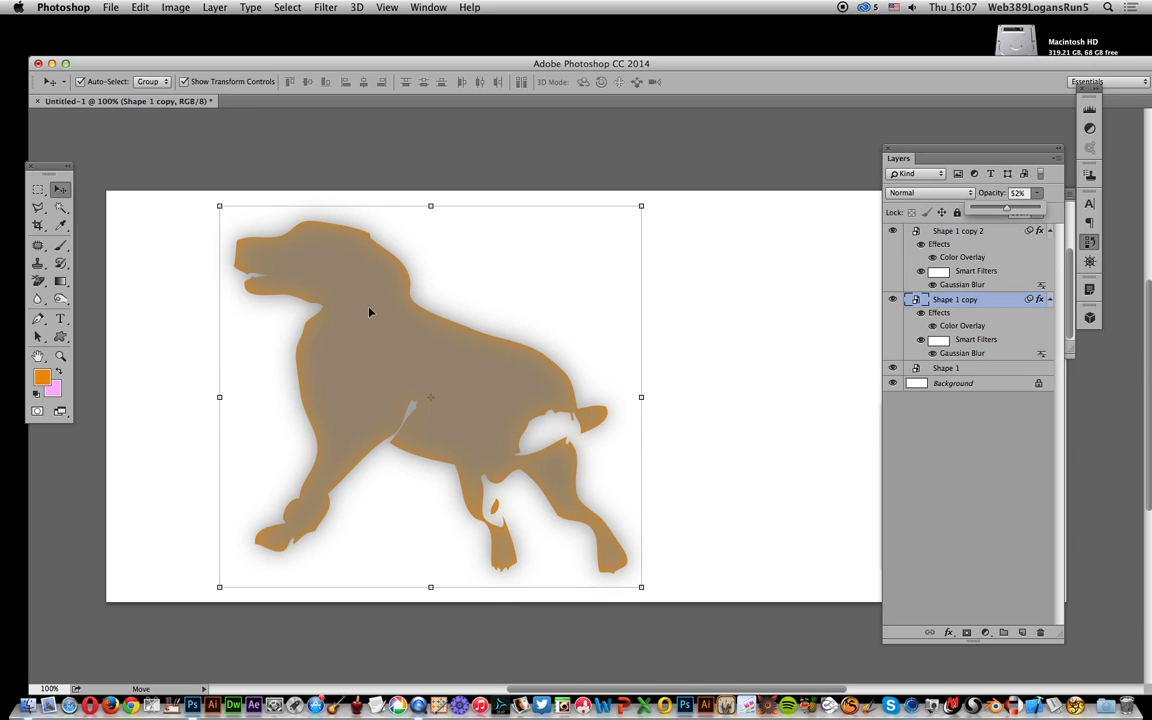 Photoshop File Edit Image Layer Type Select Filter 3D View Window Help 5 Thu 16:07 Web389LogansRun5
Macintosh HD
319.21 GB, 68 GB free
Adobe Photoshop CC 2014
Auto-Select: Group Show Transform Controls 3D Mode: Essentials
Untitled-1 @ 100% (Shape 1 copy, RGB/8) *
Layers
Kind
Normal Opacity: 52%
Lock:
Shape 1 copy 2 fx
Effects
Color Overlay
Smart Filters
Gaussian Blur
Shape 1 copy fx
Effects
Color Overlay
Smart Filters
Gaussian Blur
Shape 1
Background
fx
100% Move